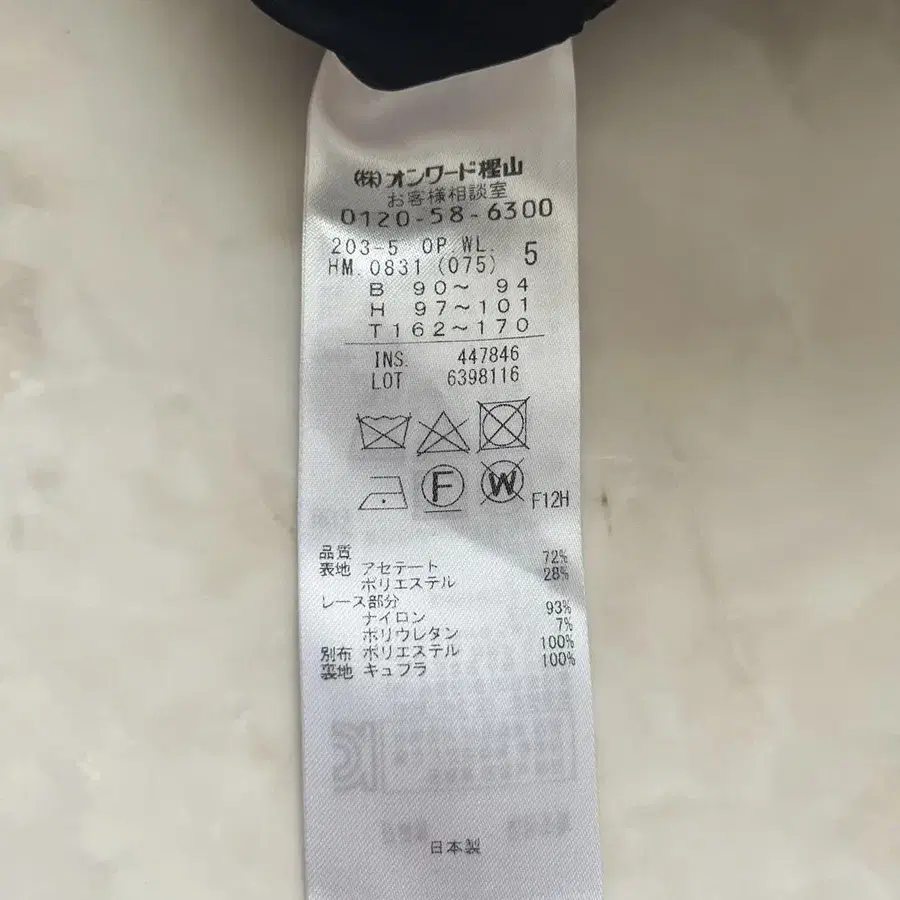 (株)オンワード樫山
お客様相談室
0120-58-6300
203-5 OP.WL. 5
HM.0831 (075)
B 90～ 94
H 97～101
T162～170
INS. 447846
LOT 6398116
F W F12H
品質
表地 アセテート 72%
ポリエステル 28%
レース部分
ナイロン 93%
ポリウレタン 7%
別布 ポリエステル 100%
裏地 キュプラ 100%
日本製